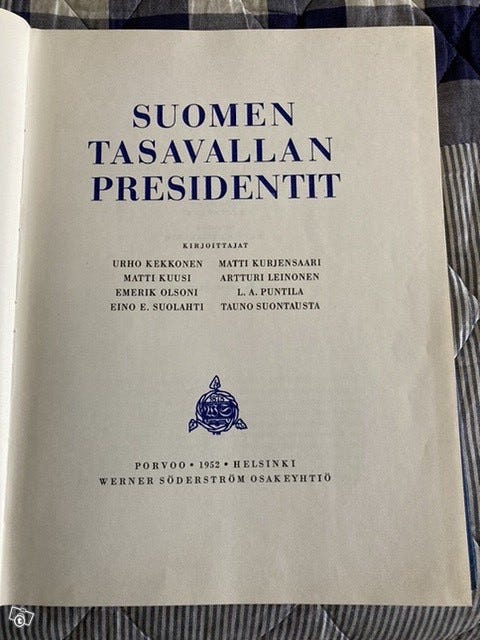 SUOMEN
TASAVALLAN
PRESIDENTIT
KIRJOITTAJAT
URHO KEKKONEN MATTI KURJENSAARI
MATTI KUUSI ARTTURI LEINONEN
EMERIK OLSONI L. A. PUNTILA
EINO E. SUOLAHTI TAUNO SUONTAUSTA
PORVOO • 1952 • HELSINKI
WERNER SÖDERSTRÖM OSAKEYHTIÖ